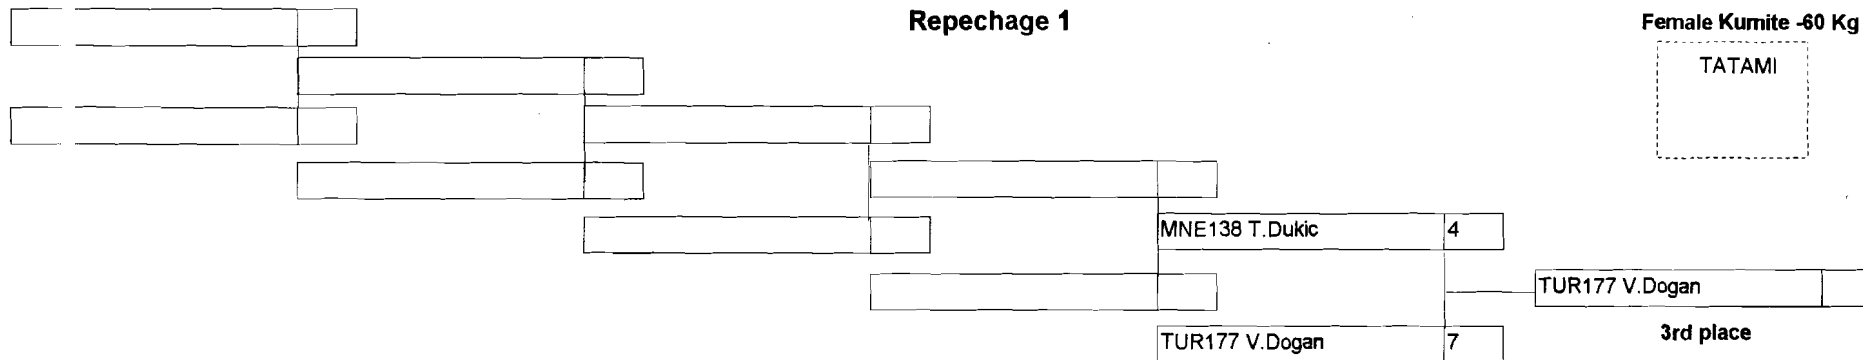 Repechage 1
Female Kumite -60 Kg
TATAMI
MNE138 T.Dukic 4
TUR177 V.Dogan
TUR177 V.Dogan 7
3rd place